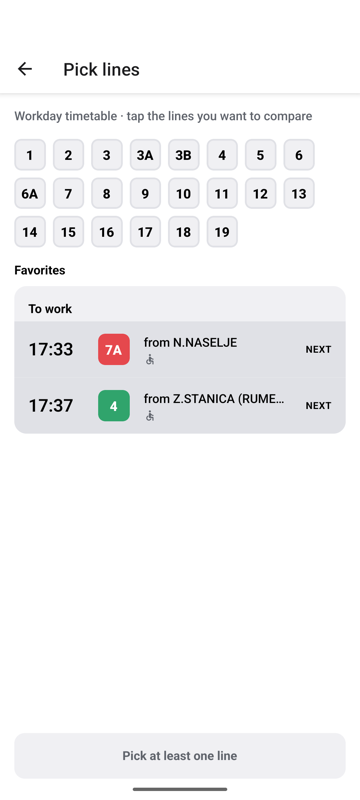 Pick lines
Workday timetable · tap the lines you want to compare
1 2 3 3A 3B 4 5 6
6A 7 8 9 10 11 12 13
14 15 16 17 18 19
Favorites
To work
17:33 7A from N.NASELJE NEXT
17:37 4 from Z.STANICA (RUME... NEXT
Pick at least one line